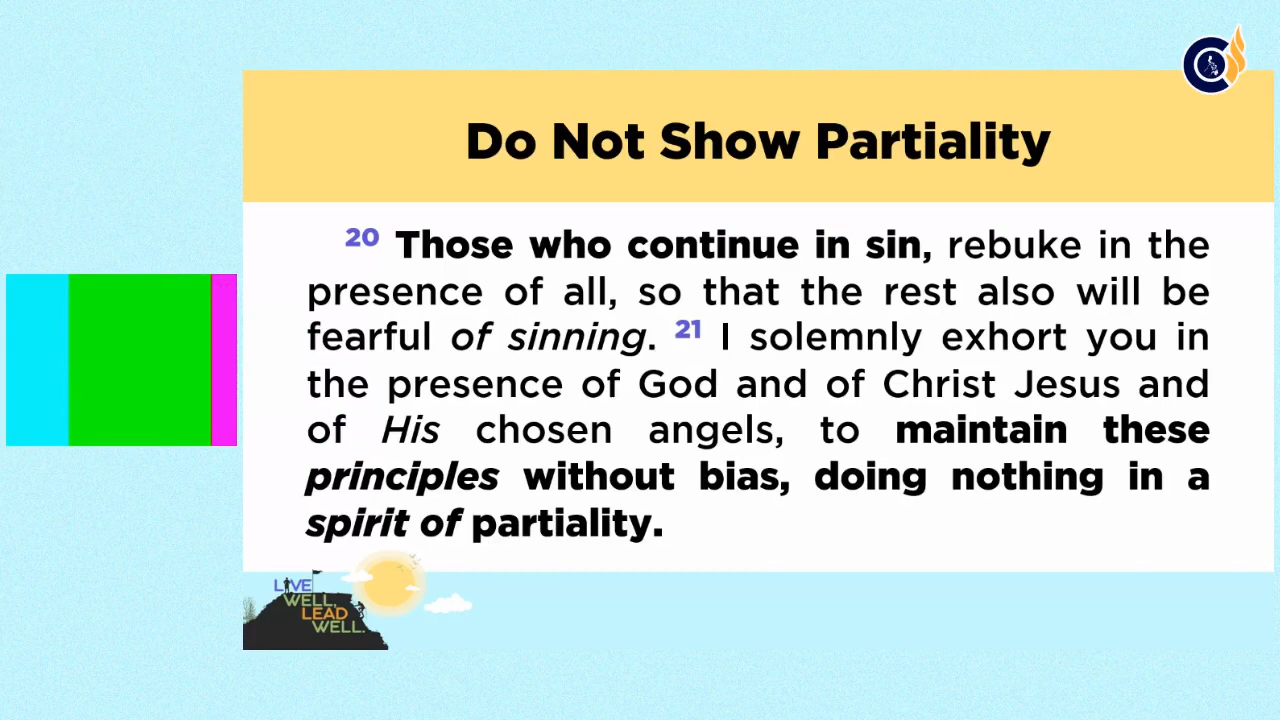 Do Not Show Partiality
20 Those who continue in sin, rebuke in the
presence of all, so that the rest also will be
fearful of sinning. 21 I solemnly exhort you in
the presence of God and of Christ Jesus and
of His chosen angels, to maintain these
principles without bias, doing nothing in a
spirit of partiality.
LIVE
WELL,
LEAD
WELL.